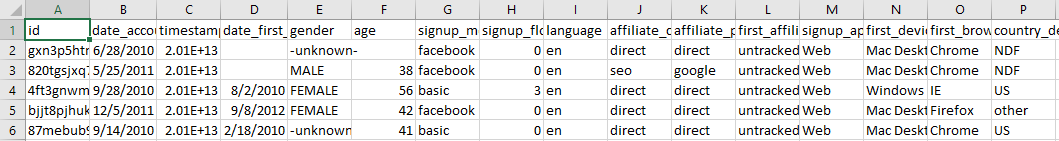 A B C D E F G H I J K L M N O P
1 id date_accou timestamp date_first_ gender age signup_m signup_flo language affiliate_c affiliate_p first_affili signup_ap first_devi first_brow country_de
2 gxn3p5htr 6/28/2010 2.01E+13 -unknown- facebook 0 en direct direct untracked Web Mac Deskt Chrome NDF
3 820tgsjxq7 5/25/2011 2.01E+13 MALE 38 facebook 0 en seo google untracked Web Mac Deskt Chrome NDF
4 4ft3gnwm 9/28/2010 2.01E+13 8/2/2010 FEMALE 56 basic 3 en direct direct untracked Web Windows IE US
5 bjjt8pjhuk 12/5/2011 2.01E+13 9/8/2012 FEMALE 42 facebook 0 en direct direct untracked Web Mac Deskt Firefox other
6 87mebub9 9/14/2010 2.01E+13 2/18/2010 -unknown- 41 basic 0 en direct direct untracked Web Mac Deskt Chrome US